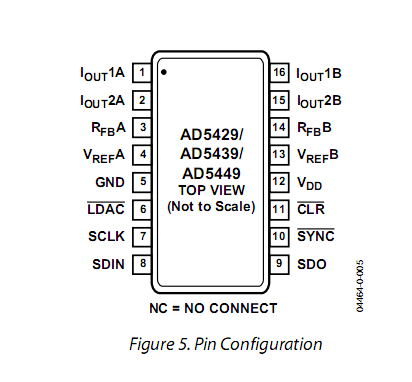 IOUT1A 1 16 IOUT1B
IOUT2A 2 15 IOUT2B
RFBA 3 14 RFBB
VREFA 4 13 VREFB
GND 5 12 VDD
LDAC 6 11 CLR
SCLK 7 10 SYNC
SDIN 8 9 SDO
AD5429/
AD5439/
AD5449
TOP VIEW
(Not to Scale)
NC = NO CONNECT
04464-0-005
Figure 5. Pin Configuration